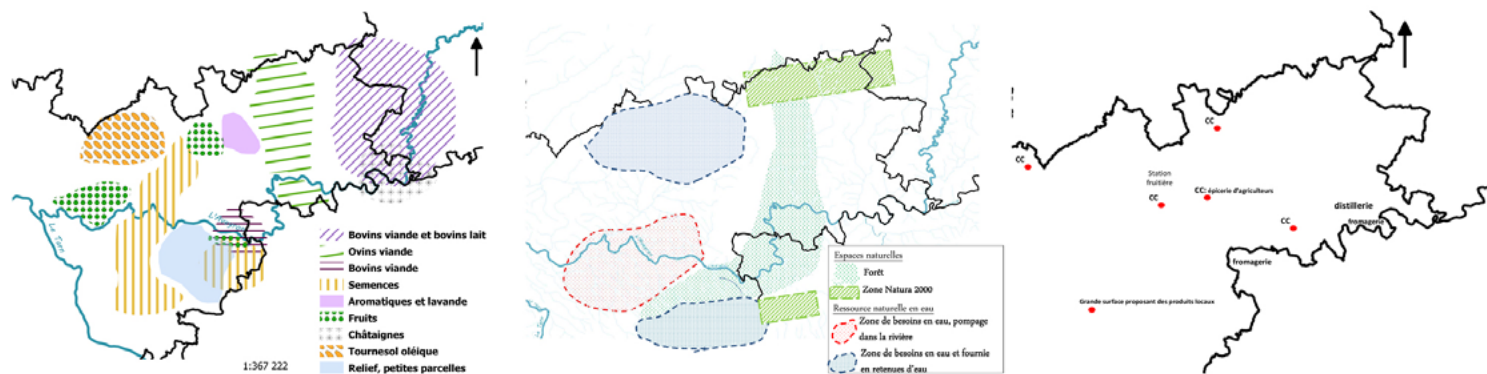 Le Tarn
Bovins viande et bovins lait
Ovins viande
Bovins viande
Semences
Aromatiques et lavande
Fruits
Châtaignes
Tournesol oléique
Relief, petites parcelles
1:367 222
Espaces naturelles
Forêt
Zone Natura 2000
Ressource naturelle en eau
Zone de besoins en eau, pompage
dans la rivière
Zone de besoins en eau et fournie
en retenues d'eau
CC
CC
Station
fruitière
CC
CC: épicerie d'agriculteurs
CC
distillerie
fromagerie
fromagerie
Grande surface proposant des produits locaux